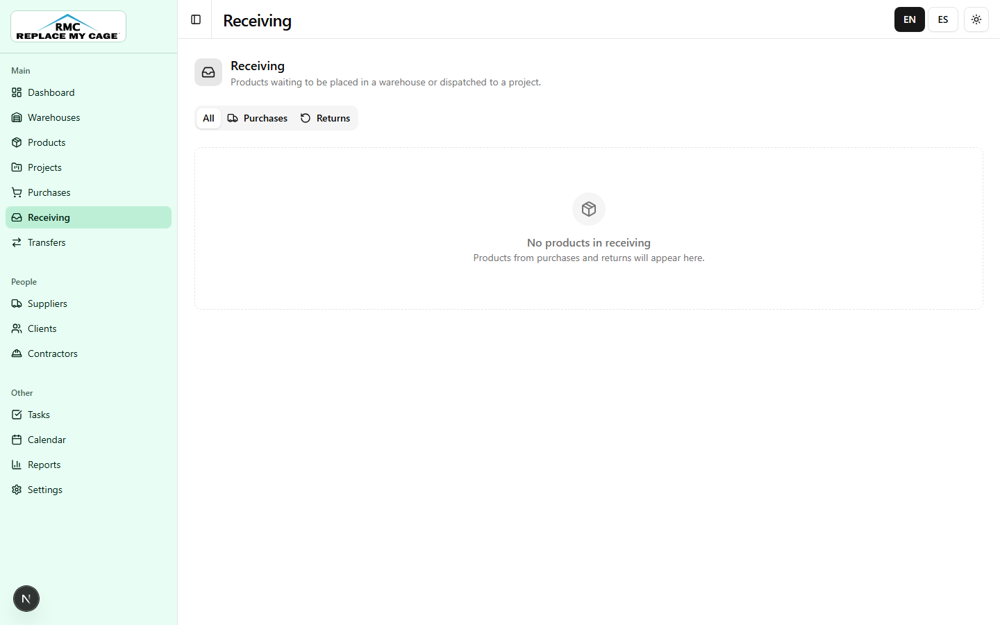 RMC
REPLACE MY CAGE
Receiving
EN
ES
Main
Dashboard
Warehouses
Products
Projects
Purchases
Receiving
Transfers
People
Suppliers
Clients
Contractors
Other
Tasks
Calendar
Reports
Settings
N
Receiving
Products waiting to be placed in a warehouse or dispatched to a project.
All
Purchases
Returns
No products in receiving
Products from purchases and returns will appear here.